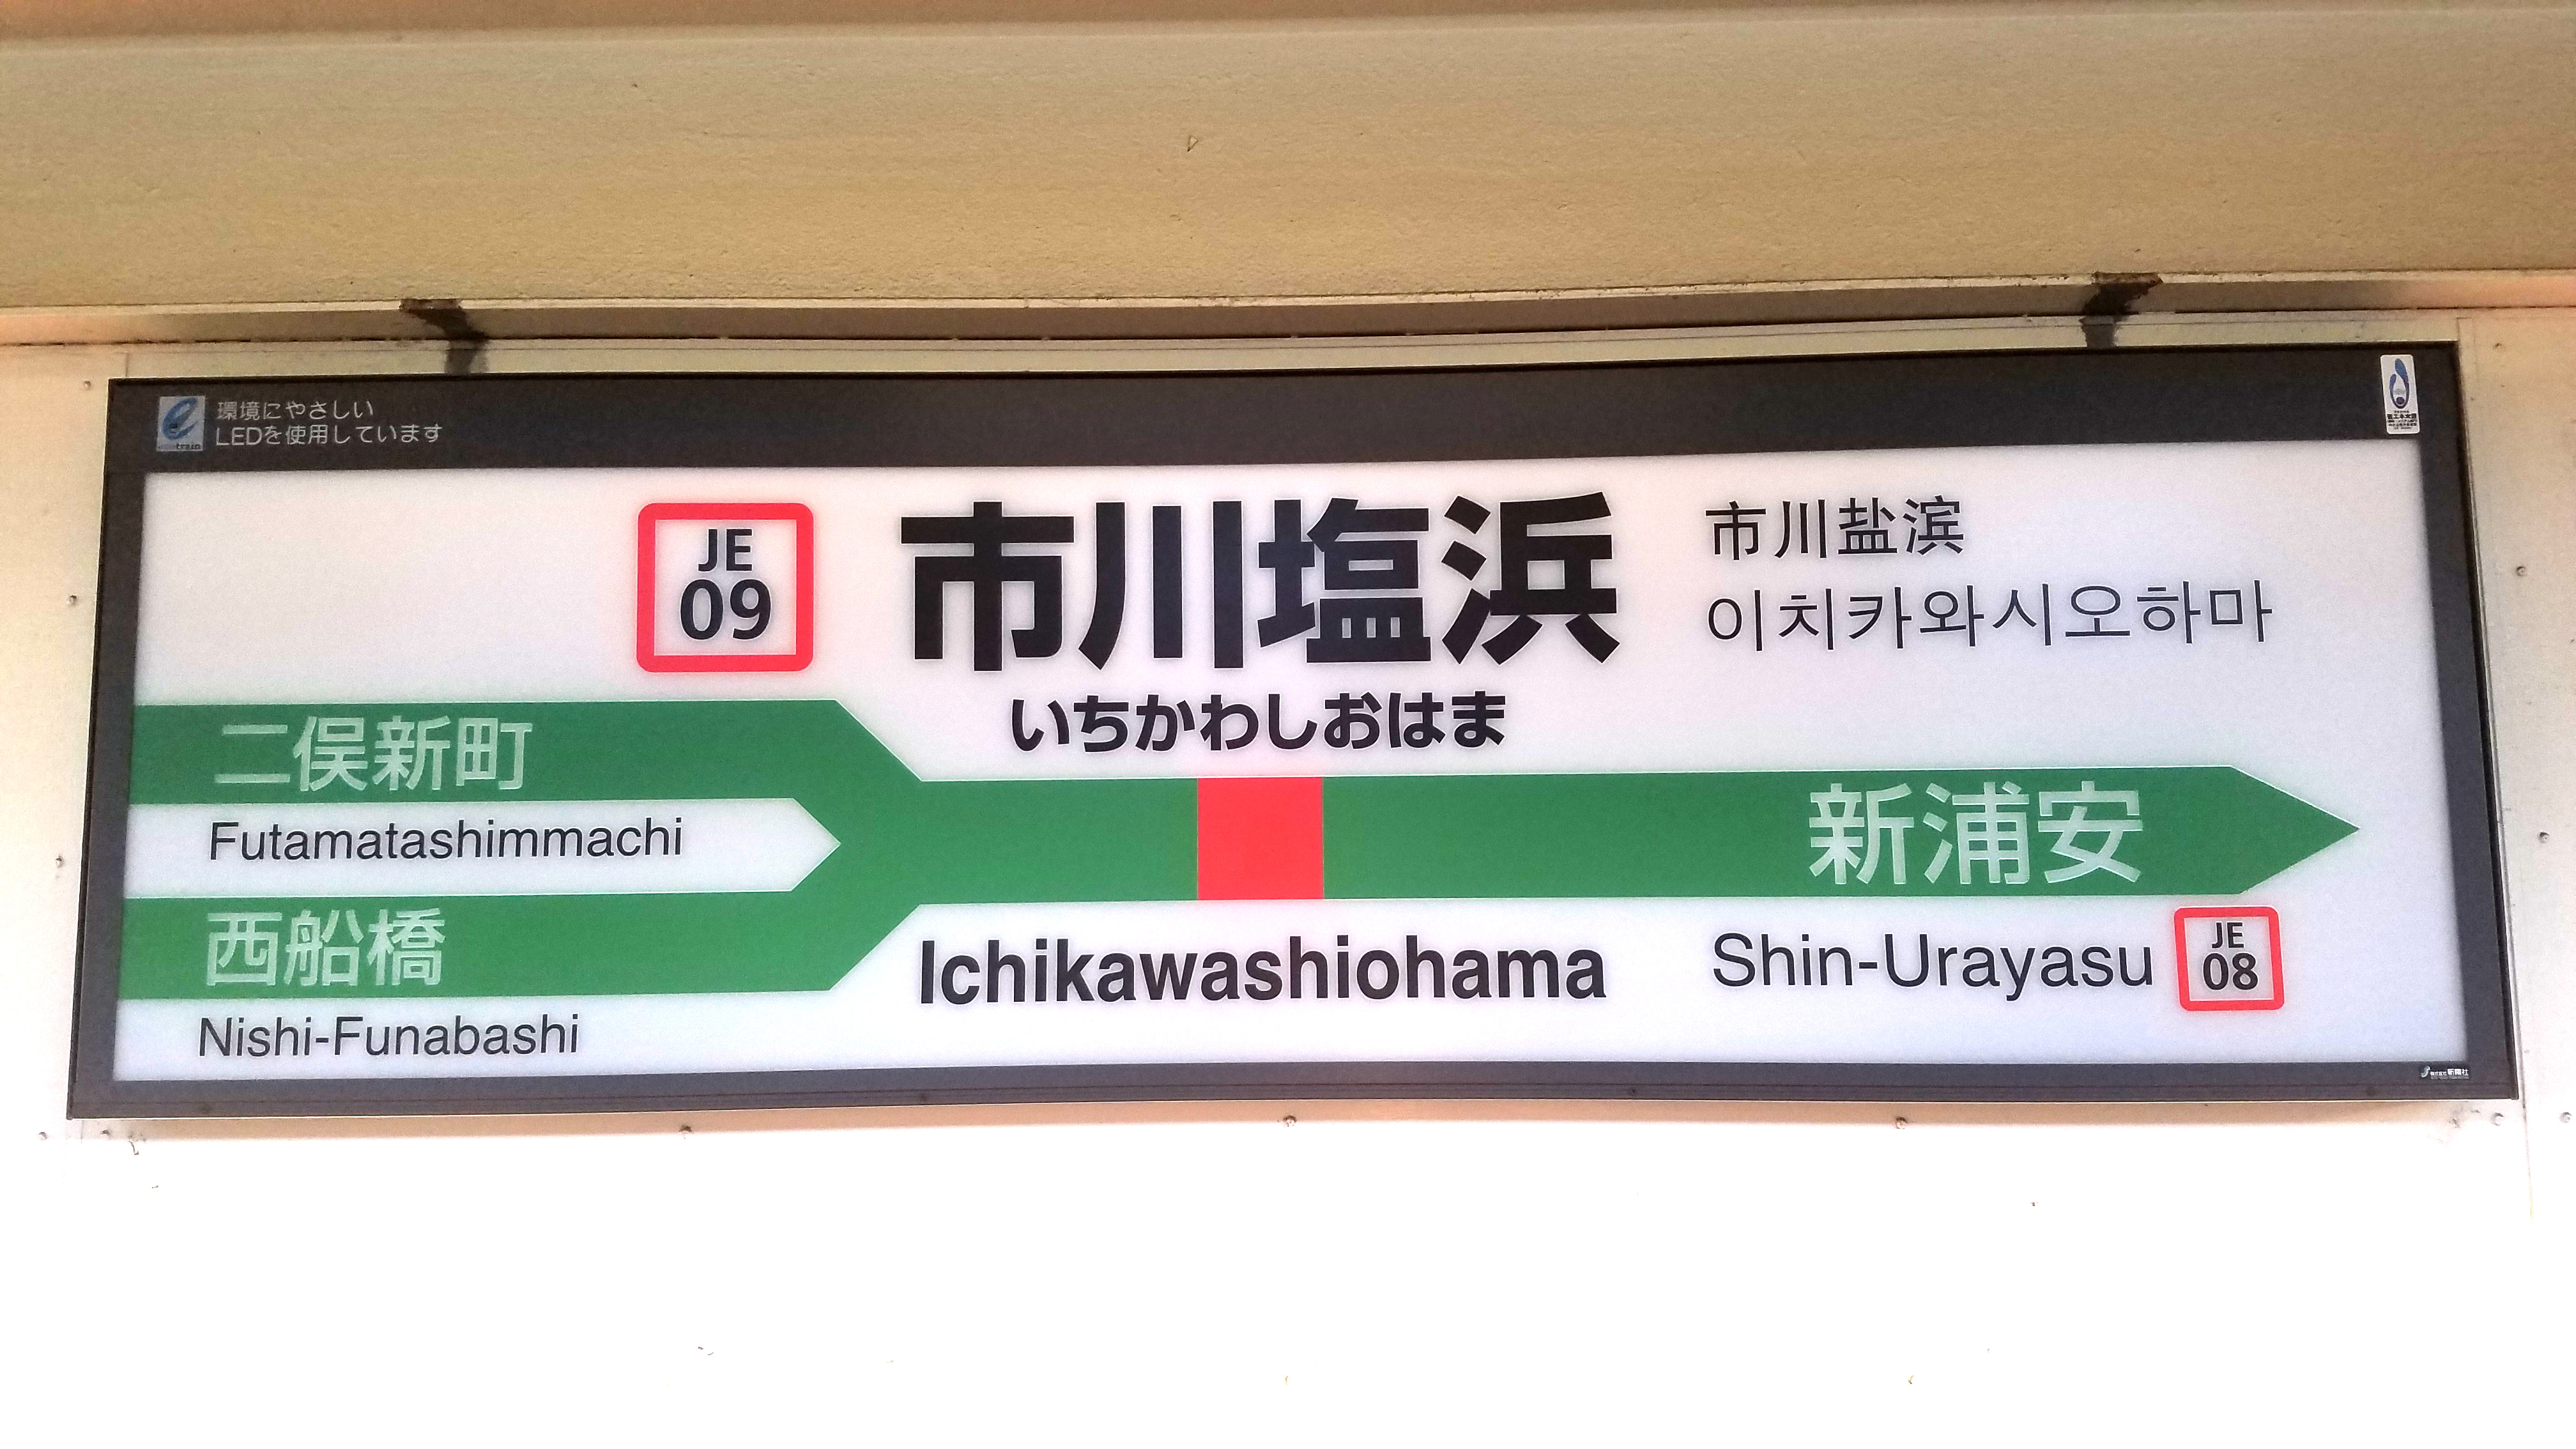 環境にやさしい
LEDを使用しています
JE
09
市川塩浜
いちかわしおはま
市川盐滨
이치카와시오하마
二俣新町
Futamatashimmachi
西船橋
Nishi-Funabashi
Ichikawashiohama
新浦安
Shin-Urayasu
JE
08